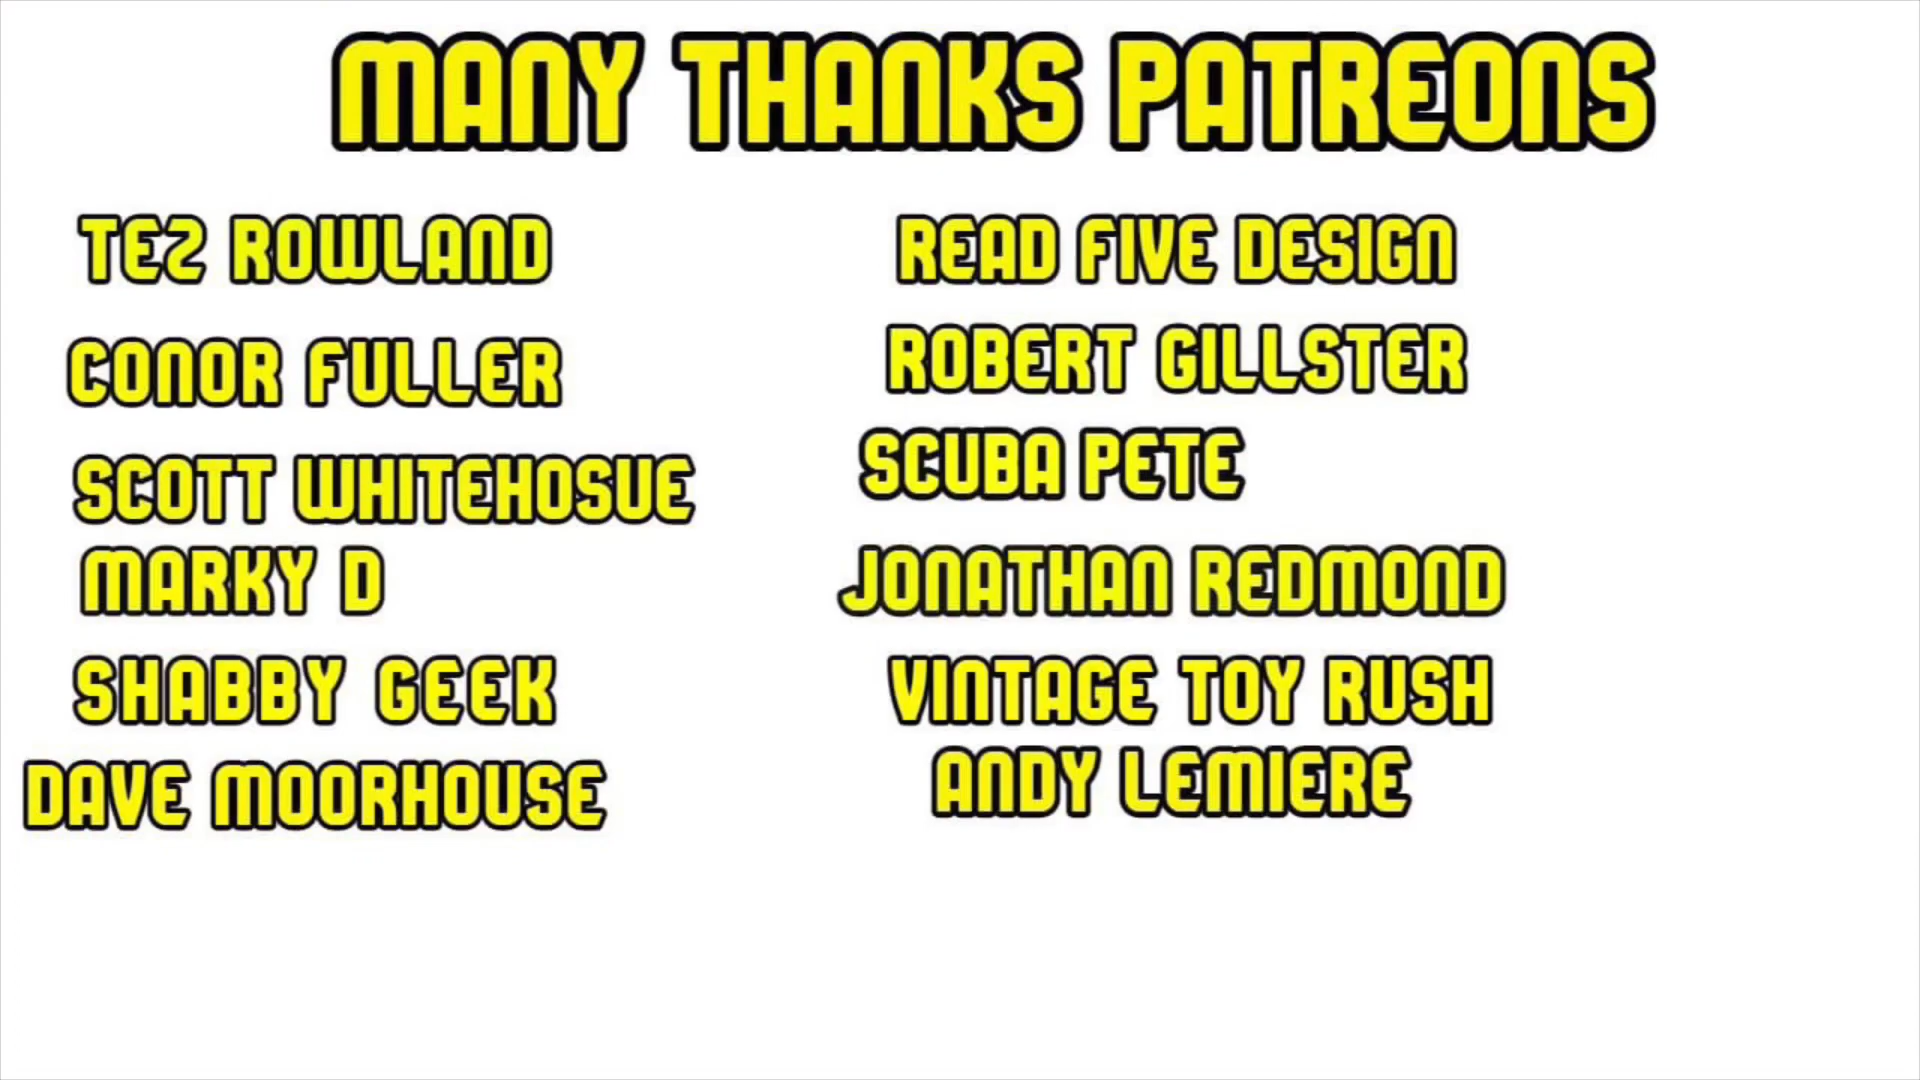 MANY THANKS PATREONS
TEZ ROWLAND
CONOR FULLER
SCOTT WHITEHOSUE
MARKY D
SHABBY GEEK
DAVE MOORHOUSE
READ FIVE DESIGN
ROBERT GILLSTER
SCUBA PETE
JONATHAN REDMOND
VINTAGE TOY RUSH
ANDY LEMIERE